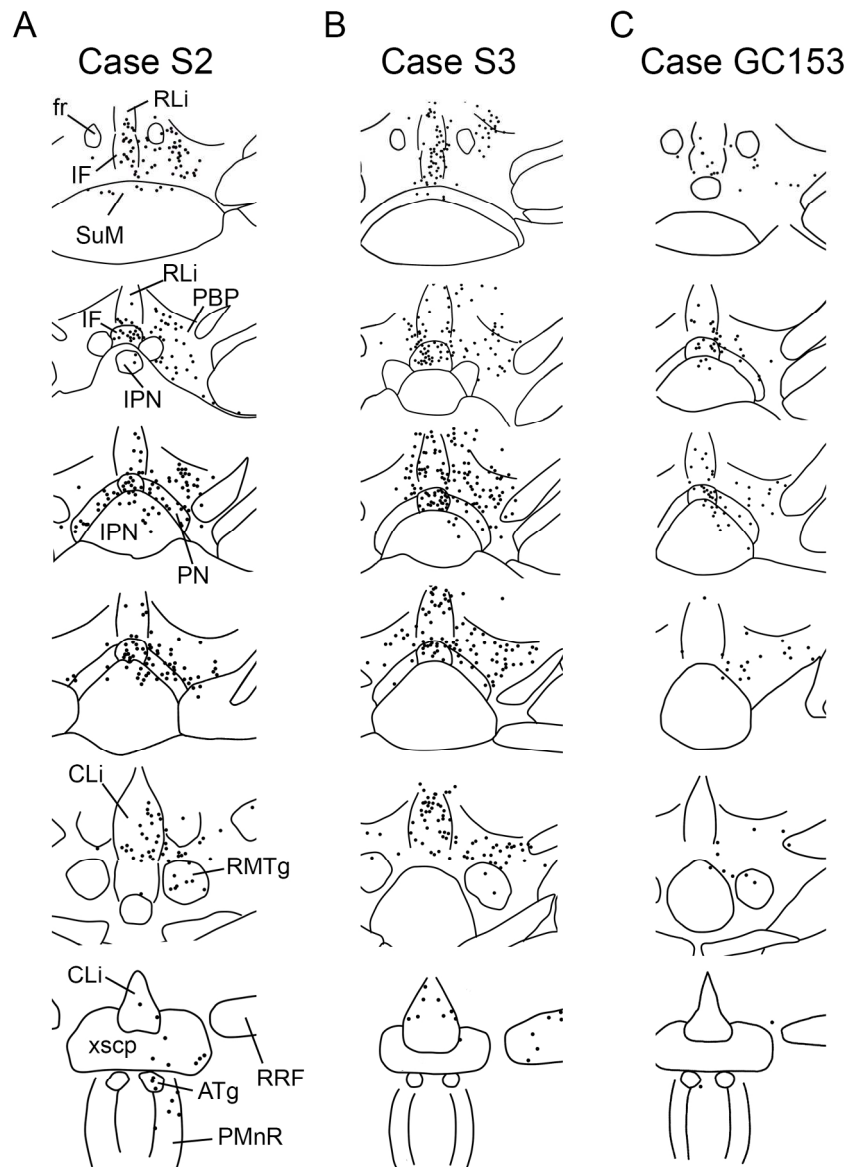 A
B
C
Case S2
Case S3
Case GC153
fr
RLi
IF
SuM
RLi
PBP
IF
IPN
IPN
PN
CLi
RMTg
CLi
xscp
RRF
ATg
PMnR